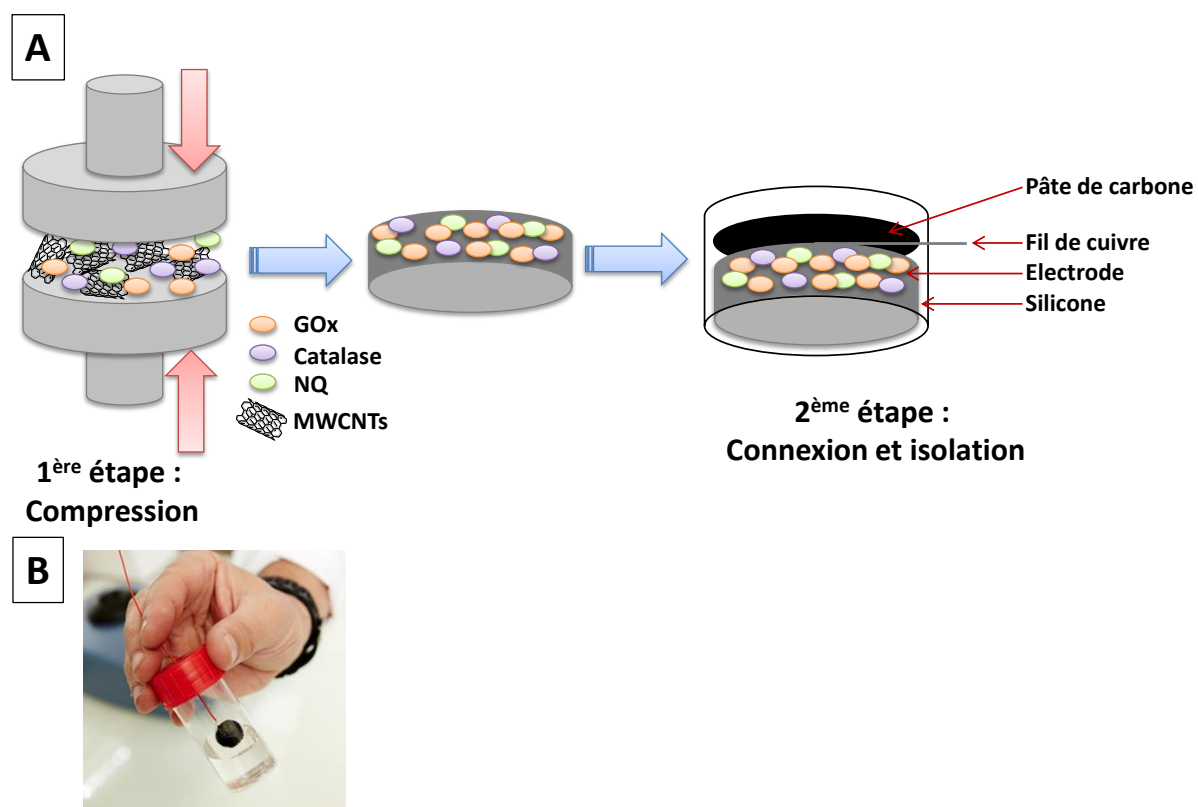 A
Pâte de carbone
Fil de cuivre
Electrode
Silicone
GOx
Catalase
NQ
MWCNTs
1ère étape :
Compression
2ème étape :
Connexion et isolation
B